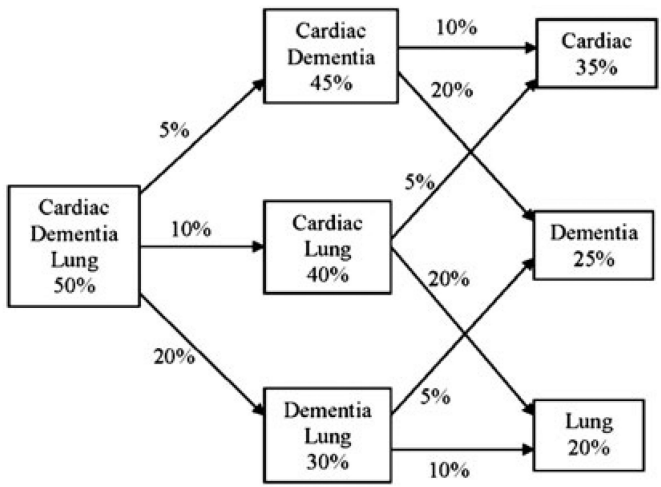 Cardiac
Dementia
Lung
50%
5%
10%
20%
Cardiac
Dementia
45%
Cardiac
Lung
40%
Dementia
Lung
30%
10%
20%
5%
20%
5%
10%
Cardiac
35%
Dementia
25%
Lung
20%